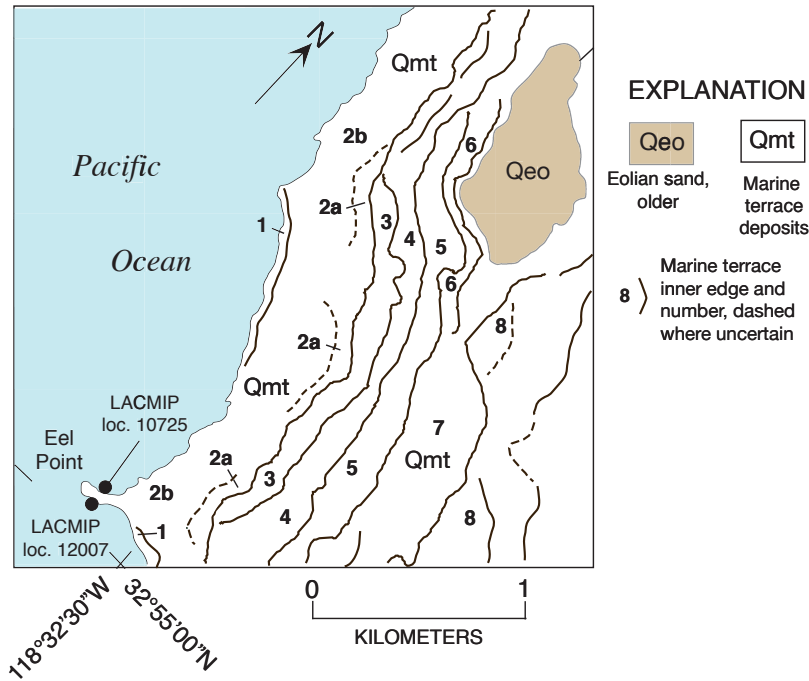 N
Qmt
2b
6
Qeo
Pacific
2a
1
3
4
5
Ocean
6
8
2a
Qmt
LACMIP
loc. 10725
7
Eel
Point
2a
Qmt
3
5
2b
4
8
LACMIP
loc. 12007
1
118°32'30"W
32°55'00"N
0
1
KILOMETERS
EXPLANATION
Qeo
Eolian sand,
older
Qmt
Marine
terrace
deposits
8
Marine terrace
inner edge and
number, dashed
where uncertain